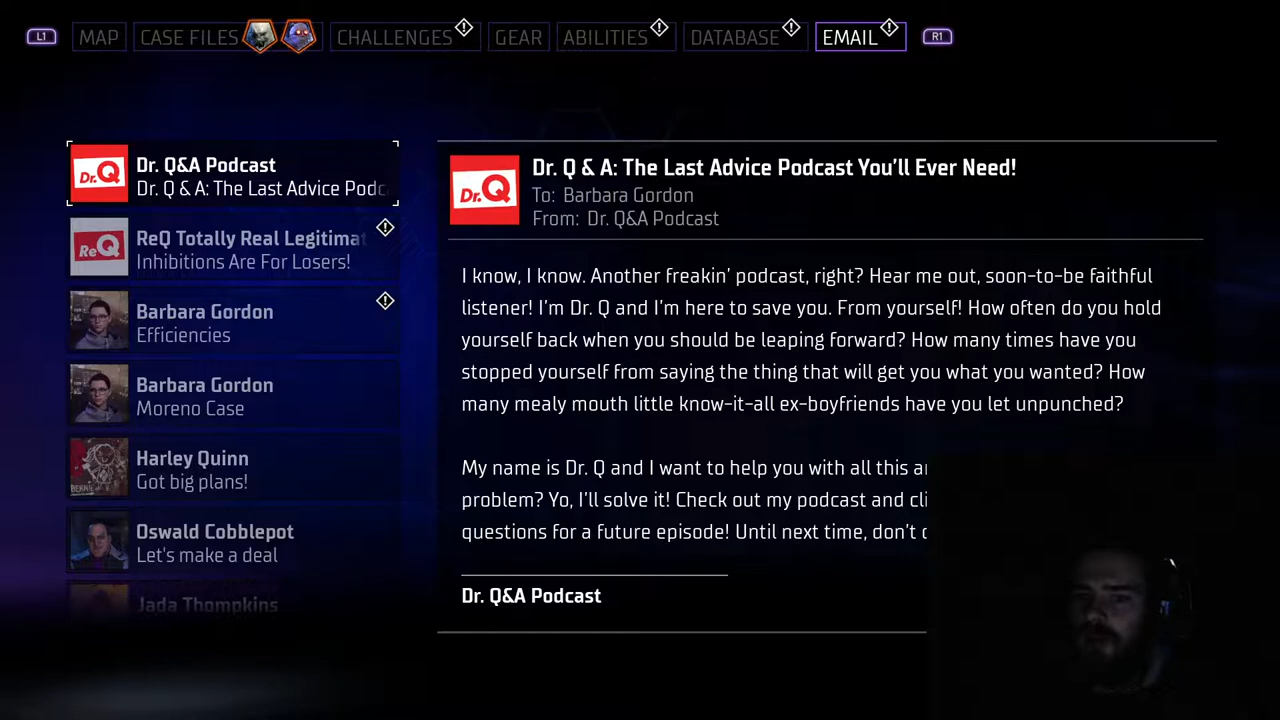 L1 MAP CASE FILES CHALLENGES GEAR ABILITIES DATABASE EMAIL R1
Dr.Q
Dr. Q&A Podcast
Dr. Q & A: The Last Advice Podc
ReQ
ReQ Totally Real Legitimat
Inhibitions Are For Losers!
Barbara Gordon
Efficiencies
Barbara Gordon
Moreno Case
Harley Quinn
Got big plans!
Oswald Cobblepot
Let's make a deal
Jada Thompkins
Dr.Q
Dr. Q & A: The Last Advice Podcast You'll Ever Need!
To: Barbara Gordon
From: Dr. Q&A Podcast
I know, I know. Another freakin' podcast, right? Hear me out, soon-to-be faithful
listener! I'm Dr. Q and I'm here to save you. From yourself! How often do you hold
yourself back when you should be leaping forward? How many times have you
stopped yourself from saying the thing that will get you what you wanted? How
many mealy mouth little know-it-all ex-boyfriends have you let unpunched?
My name is Dr. Q and I want to help you with all this
problem? Yo, I'll solve it! Check out my podcast and
questions for a future episode! Until next time, don't
Dr. Q&A Podcast